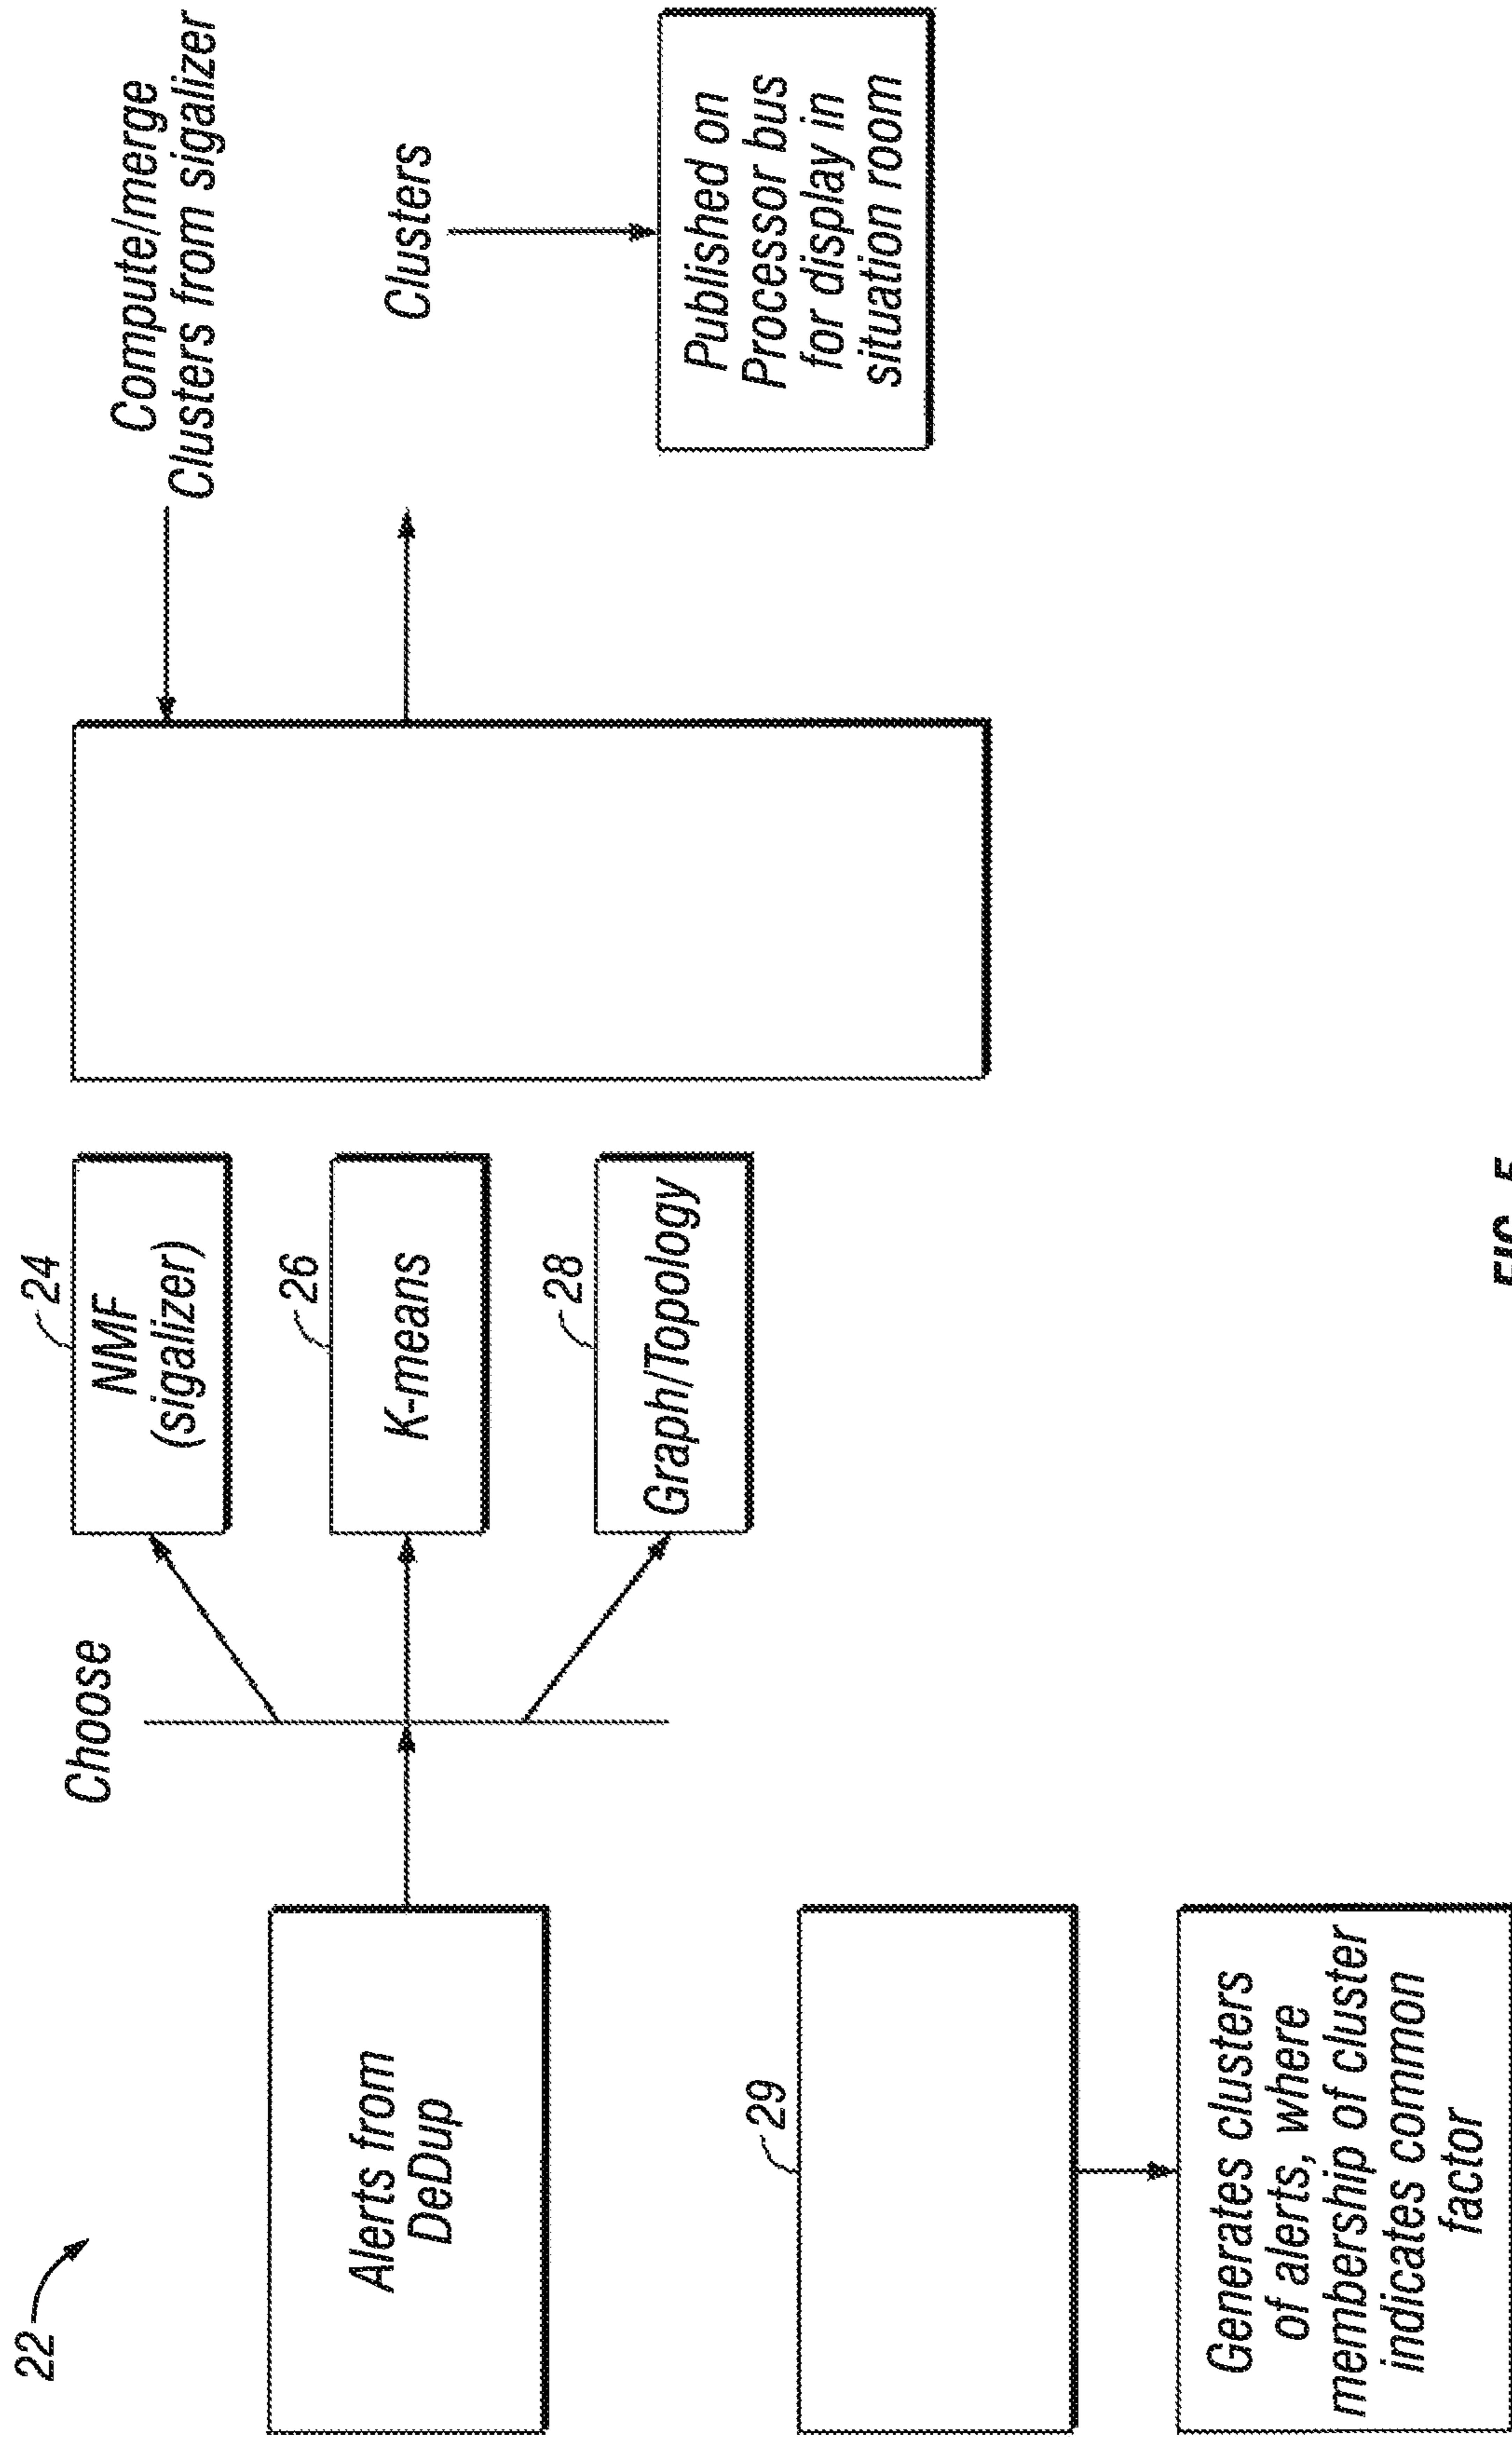 22
Alerts from
DeDup
Choose
24
NMF
(sigalizer)
26
K-means
28
Graph/Topology
Compute/merge
Clusters from sigalizer
Clusters
Published on
Processor bus
for display in
situation room
29
Generates clusters
of alerts, where
membership of cluster
indicates common
factor